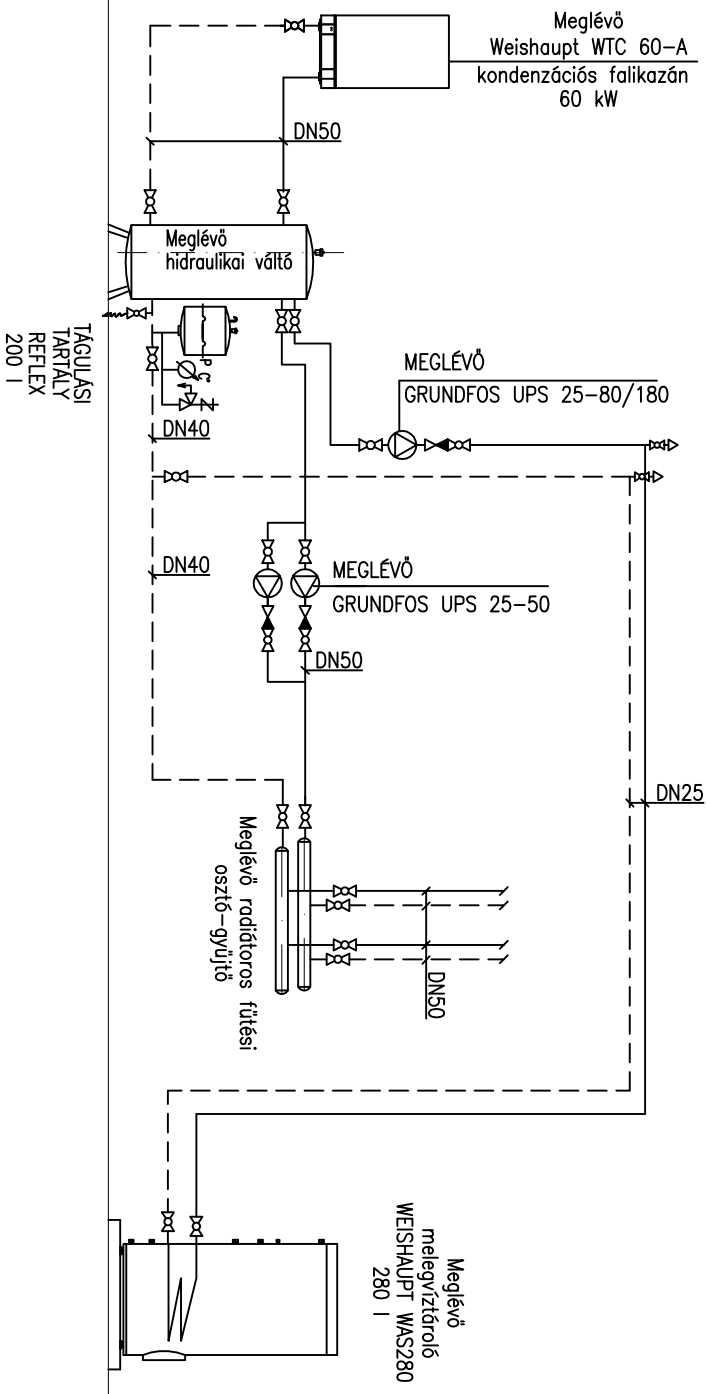 Meglévő
Weishaupt WTC 60-A
kondenzációs falikazán
60 kW
DN50
Meglévő
hidraulikai váltó
TÁGULÁSI
TARTÁLY
REFLEX
200 l
P
C°
DN40
MEGLÉVŐ
GRUNDFOS UPS 25-80/180
DN40
MEGLÉVŐ
GRUNDFOS UPS 25-50
DN50
DN25
Meglévő radiátoros fűtési
osztó-gyűjtő
DN50
Meglévő
melegvíztároló
WEISHAUPT WAS280
280 l